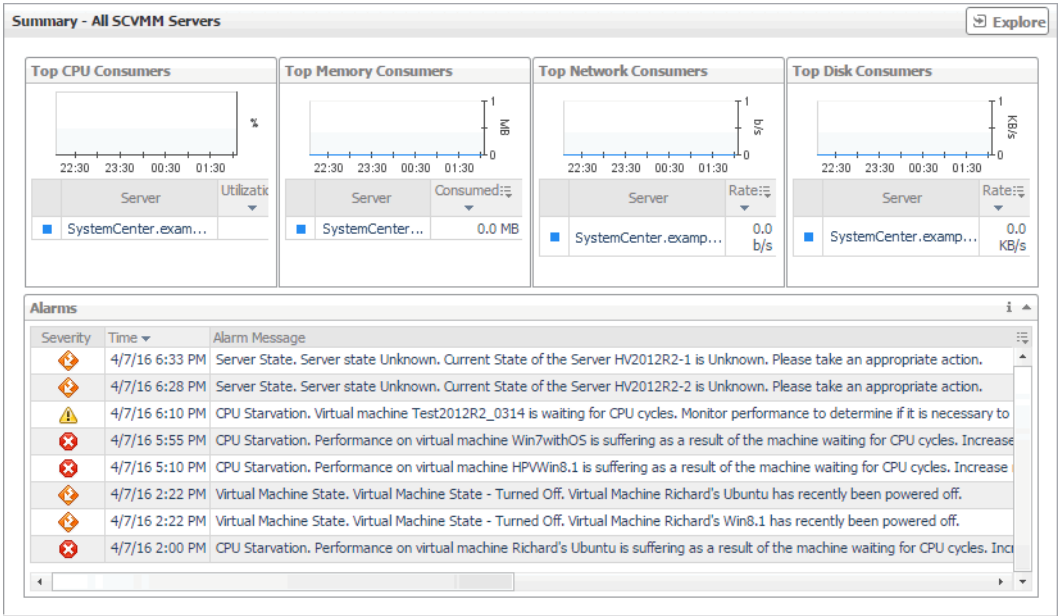 Summary - All SCVMM Servers
Explore
Top CPU Consumers
%
22:30 23:30 00:30 01:30
Server Utilizatic
SystemCenter.exam...
Top Memory Consumers
1
MB
0
22:30 23:30 00:30 01:30
Server Consumed
SystemCenter... 0.0 MB
Top Network Consumers
1
b/s
0
22:30 23:30 00:30 01:30
Server Rate
SystemCenter.examp... 0.0
b/s
Top Disk Consumers
1
KB/s
0
22:30 23:30 00:30 01:30
Server Rate
SystemCenter.examp... 0.0
KB/s
Alarms
i
Severity Time Alarm Message
4/7/16 6:33 PM Server State. Server state Unknown. Current State of the Server HV2012R2-1 is Unknown. Please take an appropriate action.
4/7/16 6:28 PM Server State. Server state Unknown. Current State of the Server HV2012R2-2 is Unknown. Please take an appropriate action.
4/7/16 6:10 PM CPU Starvation. Virtual machine Test2012R2_0314 is waiting for CPU cycles. Monitor performance to determine if it is necessary to
4/7/16 5:55 PM CPU Starvation. Performance on virtual machine Win7withOS is suffering as a result of the machine waiting for CPU cycles. Increase
4/7/16 5:10 PM CPU Starvation. Performance on virtual machine HPVWin8.1 is suffering as a result of the machine waiting for CPU cycles. Increase
4/7/16 2:22 PM Virtual Machine State. Virtual Machine State - Turned Off. Virtual Machine Richard's Ubuntu has recently been powered off.
4/7/16 2:22 PM Virtual Machine State. Virtual Machine State - Turned Off. Virtual Machine Richard's Win8.1 has recently been powered off.
4/7/16 2:00 PM CPU Starvation. Performance on virtual machine Richard's Ubuntu is suffering as a result of the machine waiting for CPU cycles.